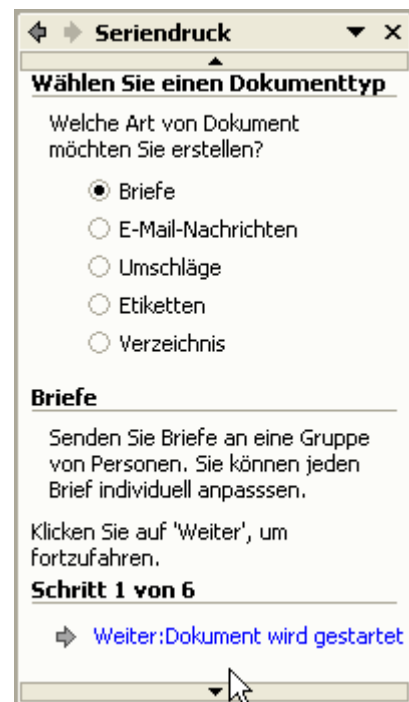 Seriendruck
Wählen Sie einen Dokumenttyp
Welche Art von Dokument
möchten Sie erstellen?
Briefe
E-Mail-Nachrichten
Umschläge
Etiketten
Verzeichnis
Briefe
Senden Sie Briefe an eine Gruppe
von Personen. Sie können jeden
Brief individuell anpasssen.
Klicken Sie auf 'Weiter', um
fortzufahren.
Schritt 1 von 6
Weiter:Dokument wird gestartet